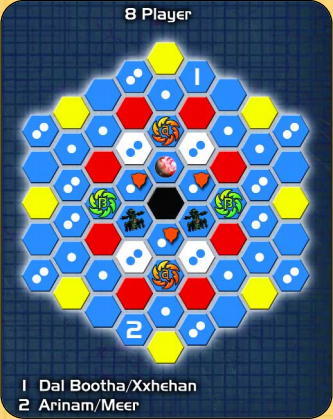 8 Player
1
B
B
2
1 Dal Bootha/Xxhehan
2 Arinam/Meer